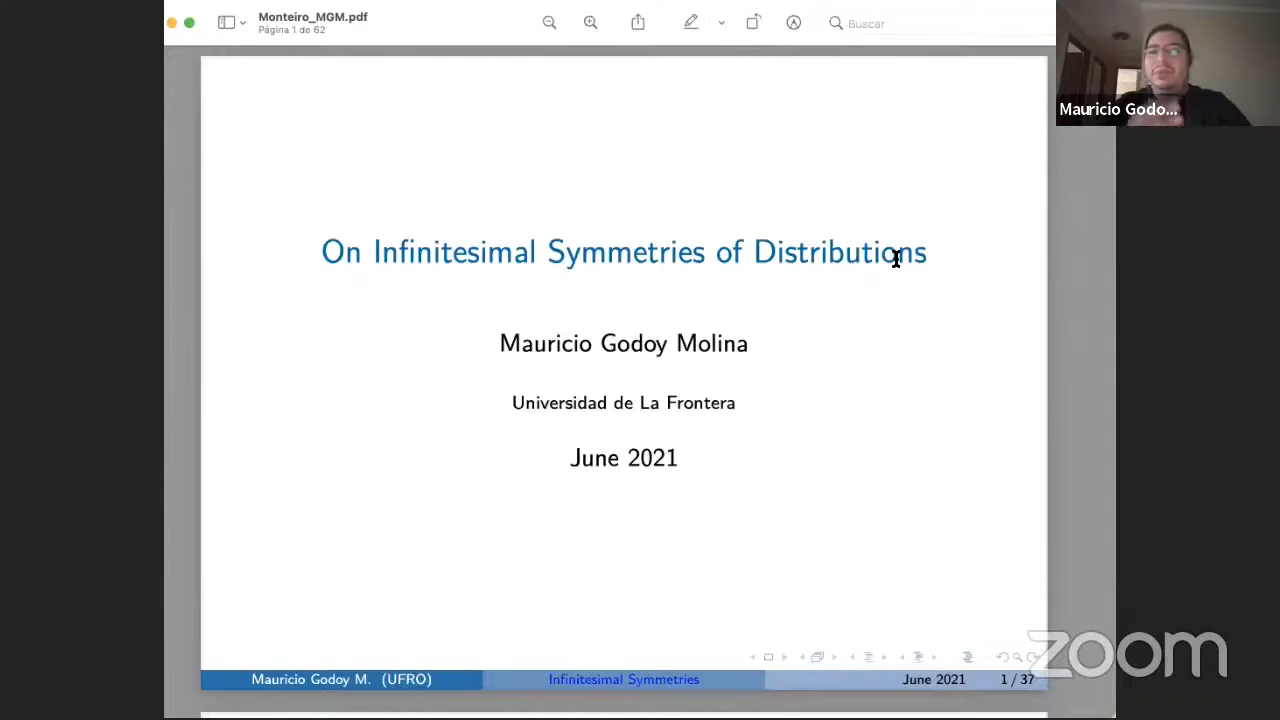 Monteiro_MGM.pdf
Página 1 de 62
Buscar
Mauricio Godo...
On Infinitesimal Symmetries of Distributions
Mauricio Godoy Molina
Universidad de La Frontera
June 2021
Mauricio Godoy M. (UFRO)
Infinitesimal Symmetries
June 2021
1 / 37
zoom